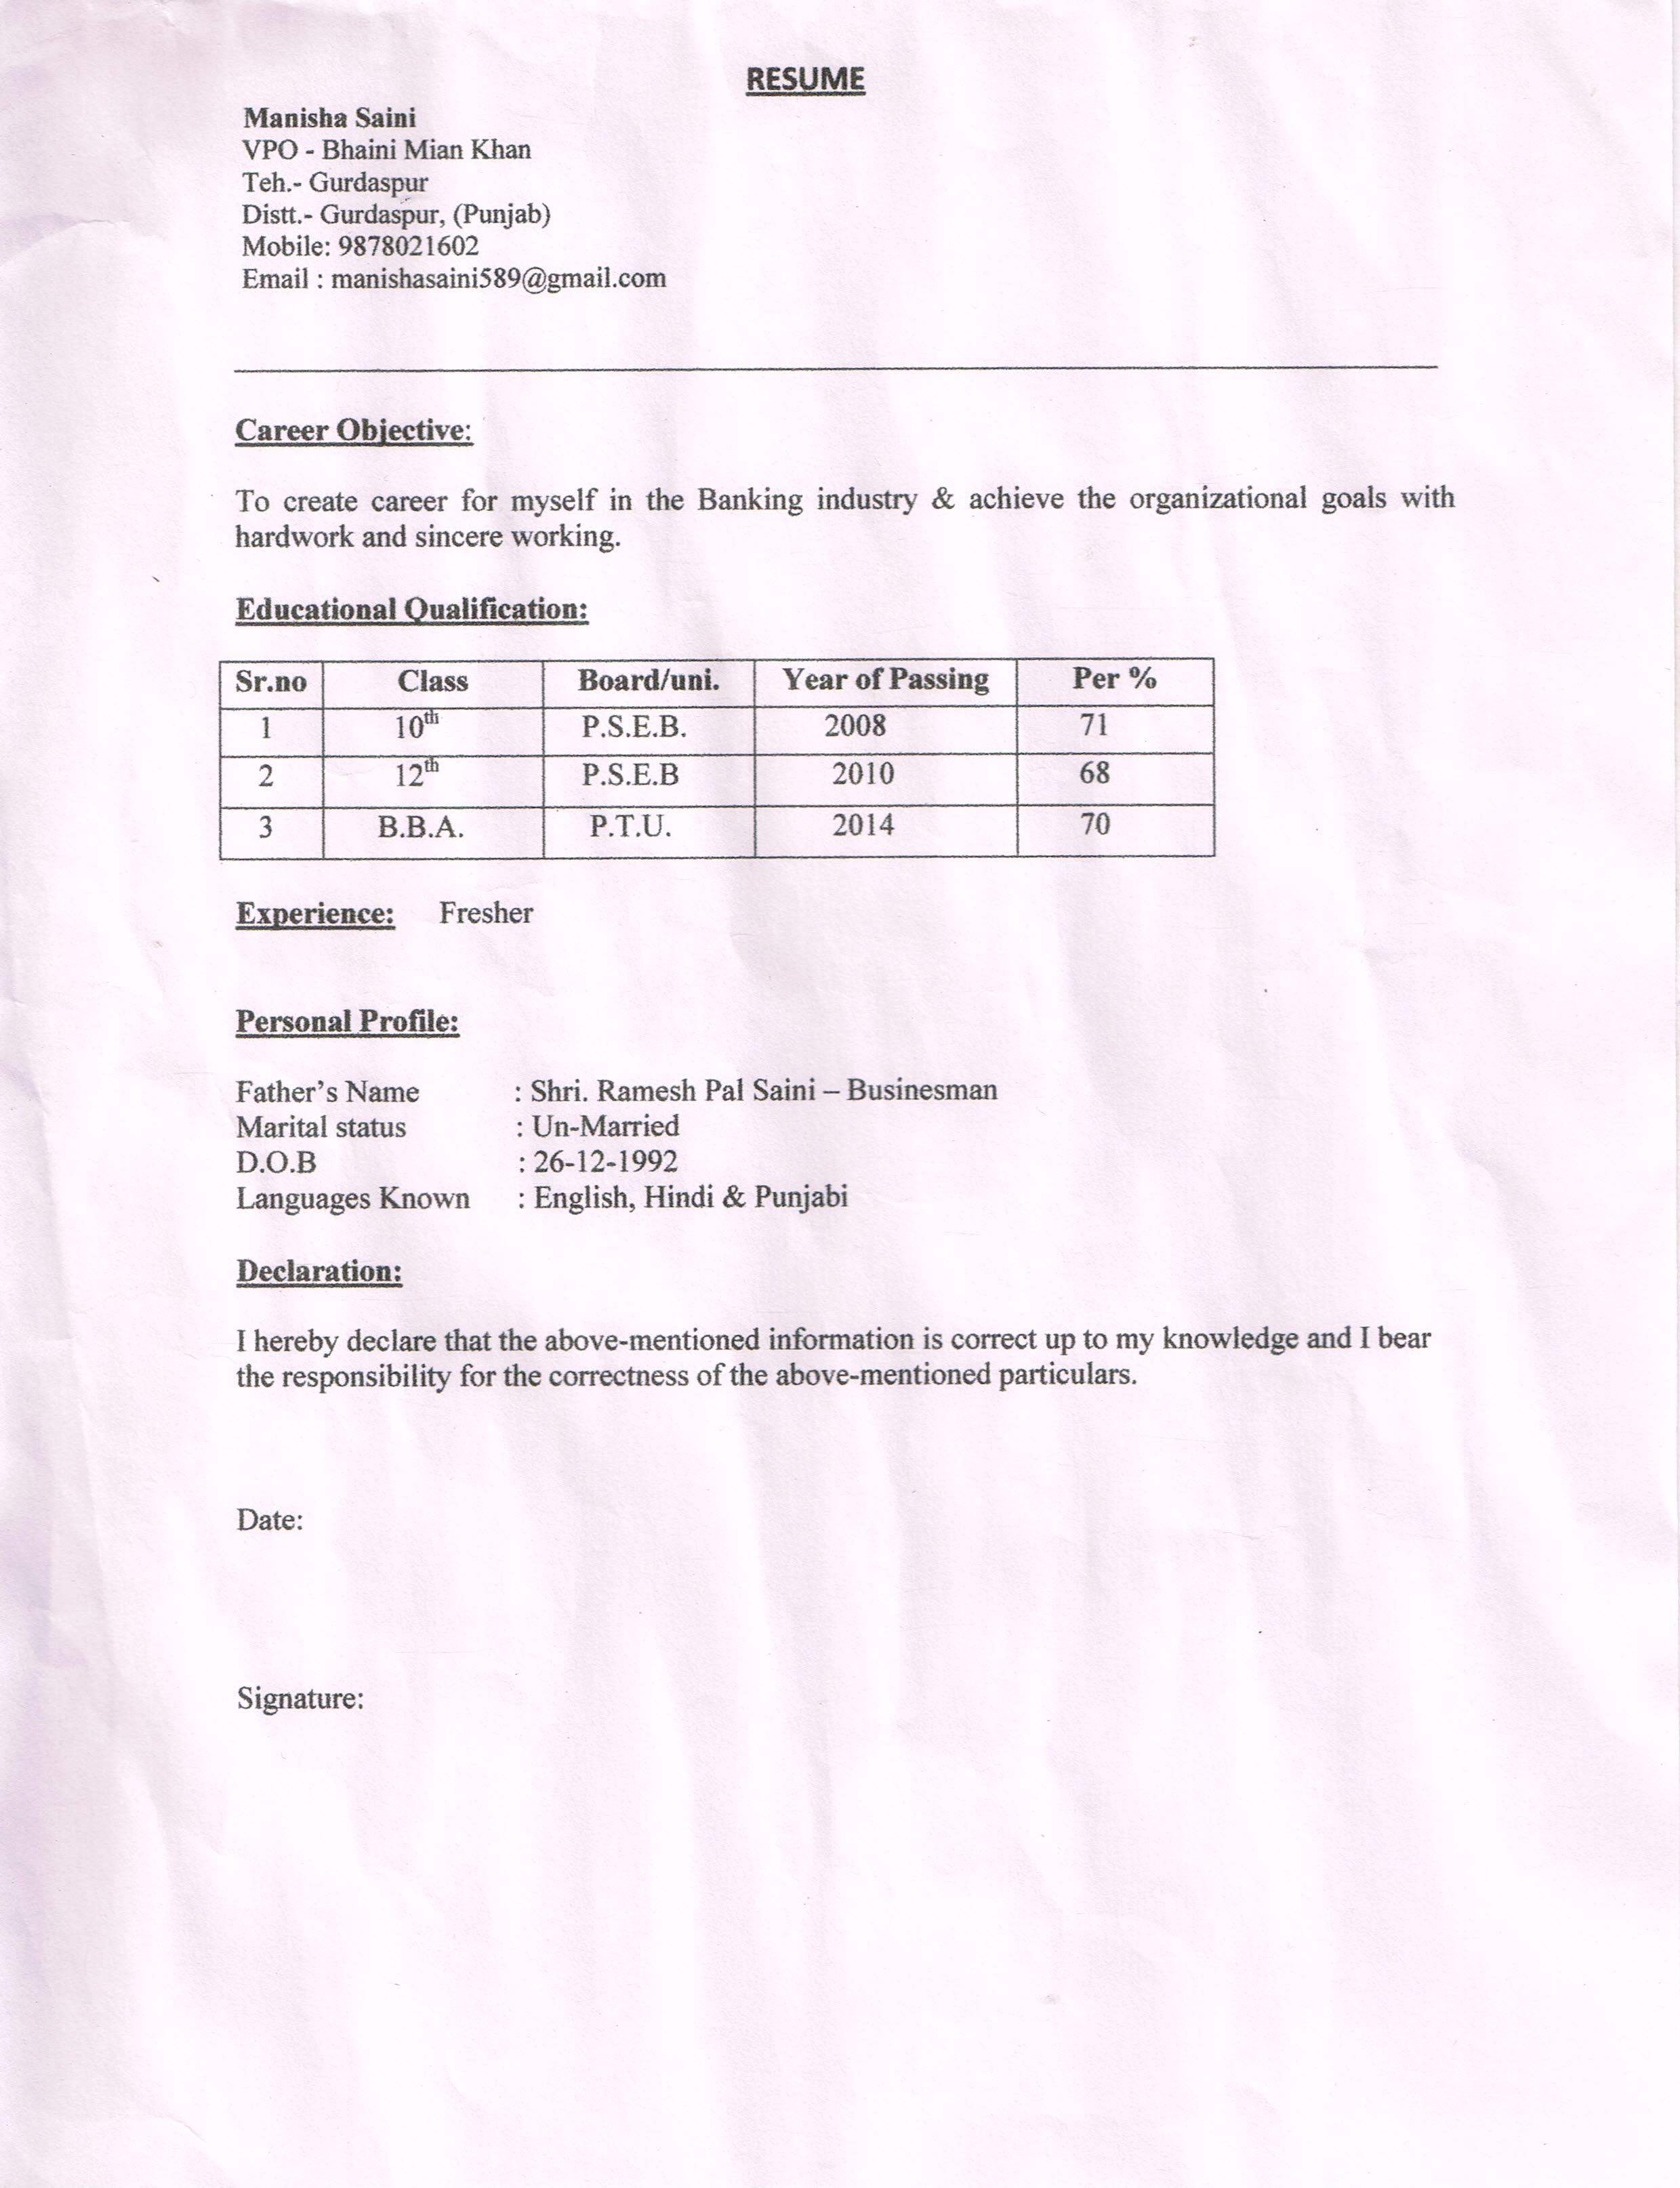 RESUME
Manisha Saini
VPO - Bhaini Mian Khan
Teh.- Gurdaspur
Distt.- Gurdaspur, (Punjab)
Mobile: 9878021602
Email : manishasaini589@gmail.com
Career Objective:
To create career for myself in the Banking industry & achieve the organizational goals with
hardwork and sincere working.
Educational Qualification:
Sr.no Class Board/uni. Year of Passing Per %
1 10th P.S.E.B. 2008 71
2 12th P.S.E.B 2010 68
3 B.B.A. P.T.U. 2014 70
Experience: Fresher
Personal Profile:
Father’s Name : Shri. Ramesh Pal Saini – Businesman
Marital status : Un-Married
D.O.B : 26-12-1992
Languages Known : English, Hindi & Punjabi
Declaration:
I hereby declare that the above-mentioned information is correct up to my knowledge and I bear
the responsibility for the correctness of the above-mentioned particulars.
Date:
Signature: